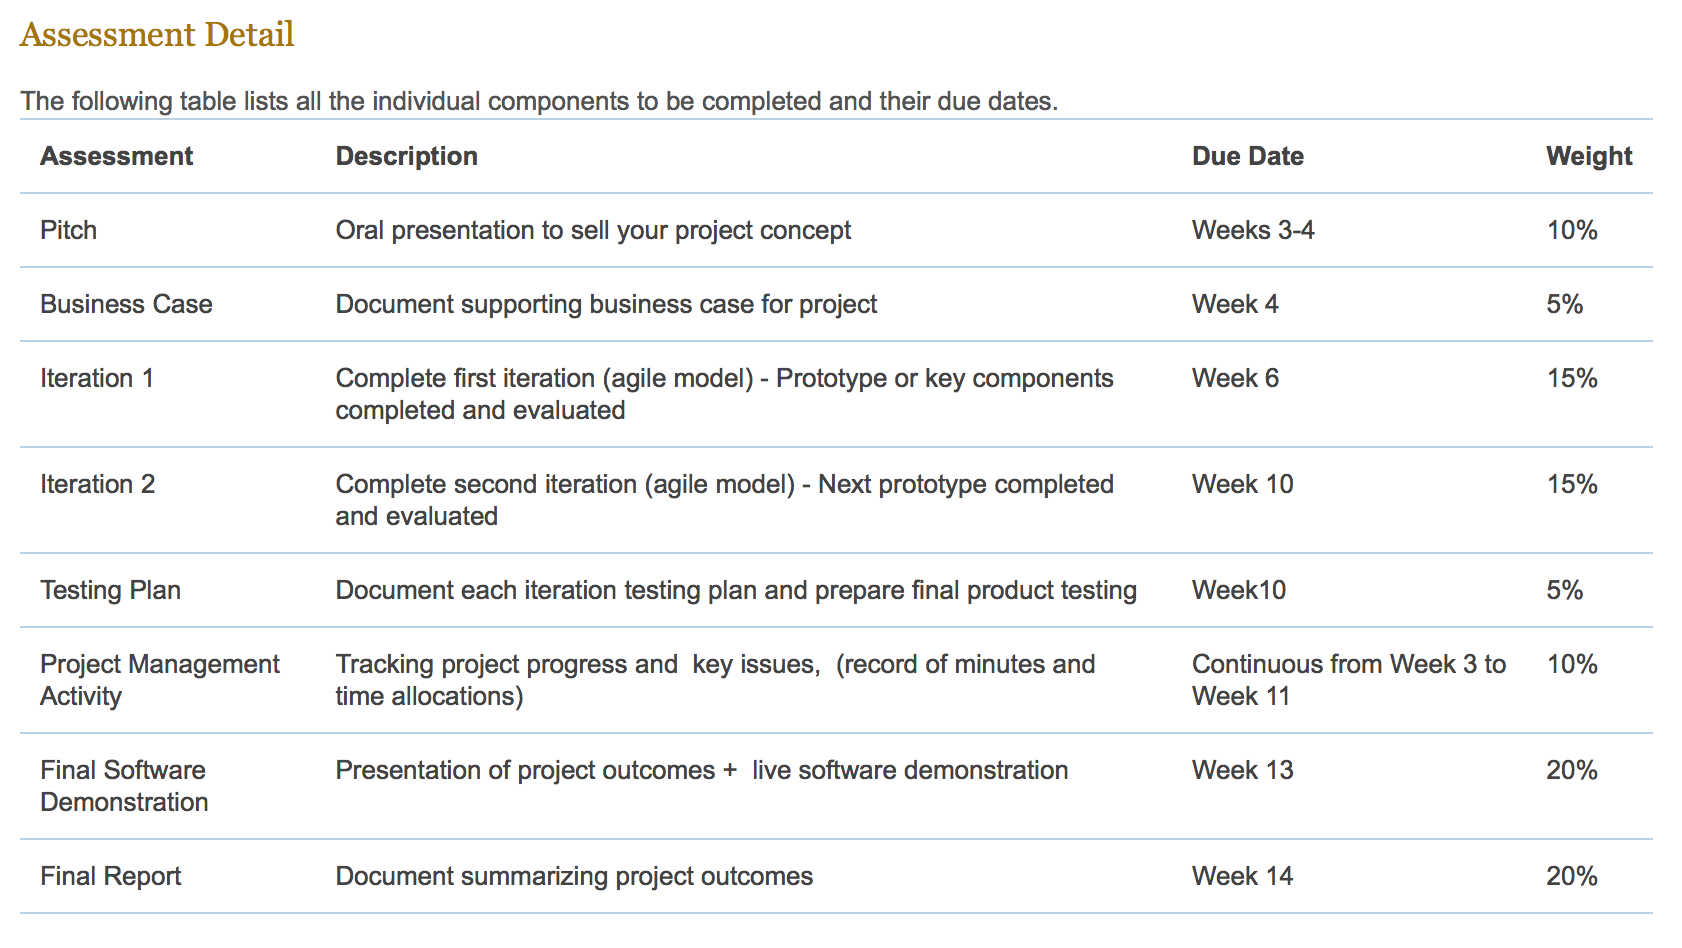 Assessment Detail
The following table lists all the individual components to be completed and their due dates.
Assessment Description Due Date Weight
Pitch Oral presentation to sell your project concept Weeks 3-4 10%
Business Case Document supporting business case for project Week 4 5%
Iteration 1 Complete first iteration (agile model) - Prototype or key components Week 6 15%
completed and evaluated
Iteration 2 Complete second iteration (agile model) - Next prototype completed Week 10 15%
and evaluated
Testing Plan Document each iteration testing plan and prepare final product testing Week10 5%
Project Management Tracking project progress and  key issues,  (record of minutes and Continuous from Week 3 to 10%
Activity time allocations) Week 11
Final Software Presentation of project outcomes +  live software demonstration Week 13 20%
Demonstration
Final Report Document summarizing project outcomes Week 14 20%